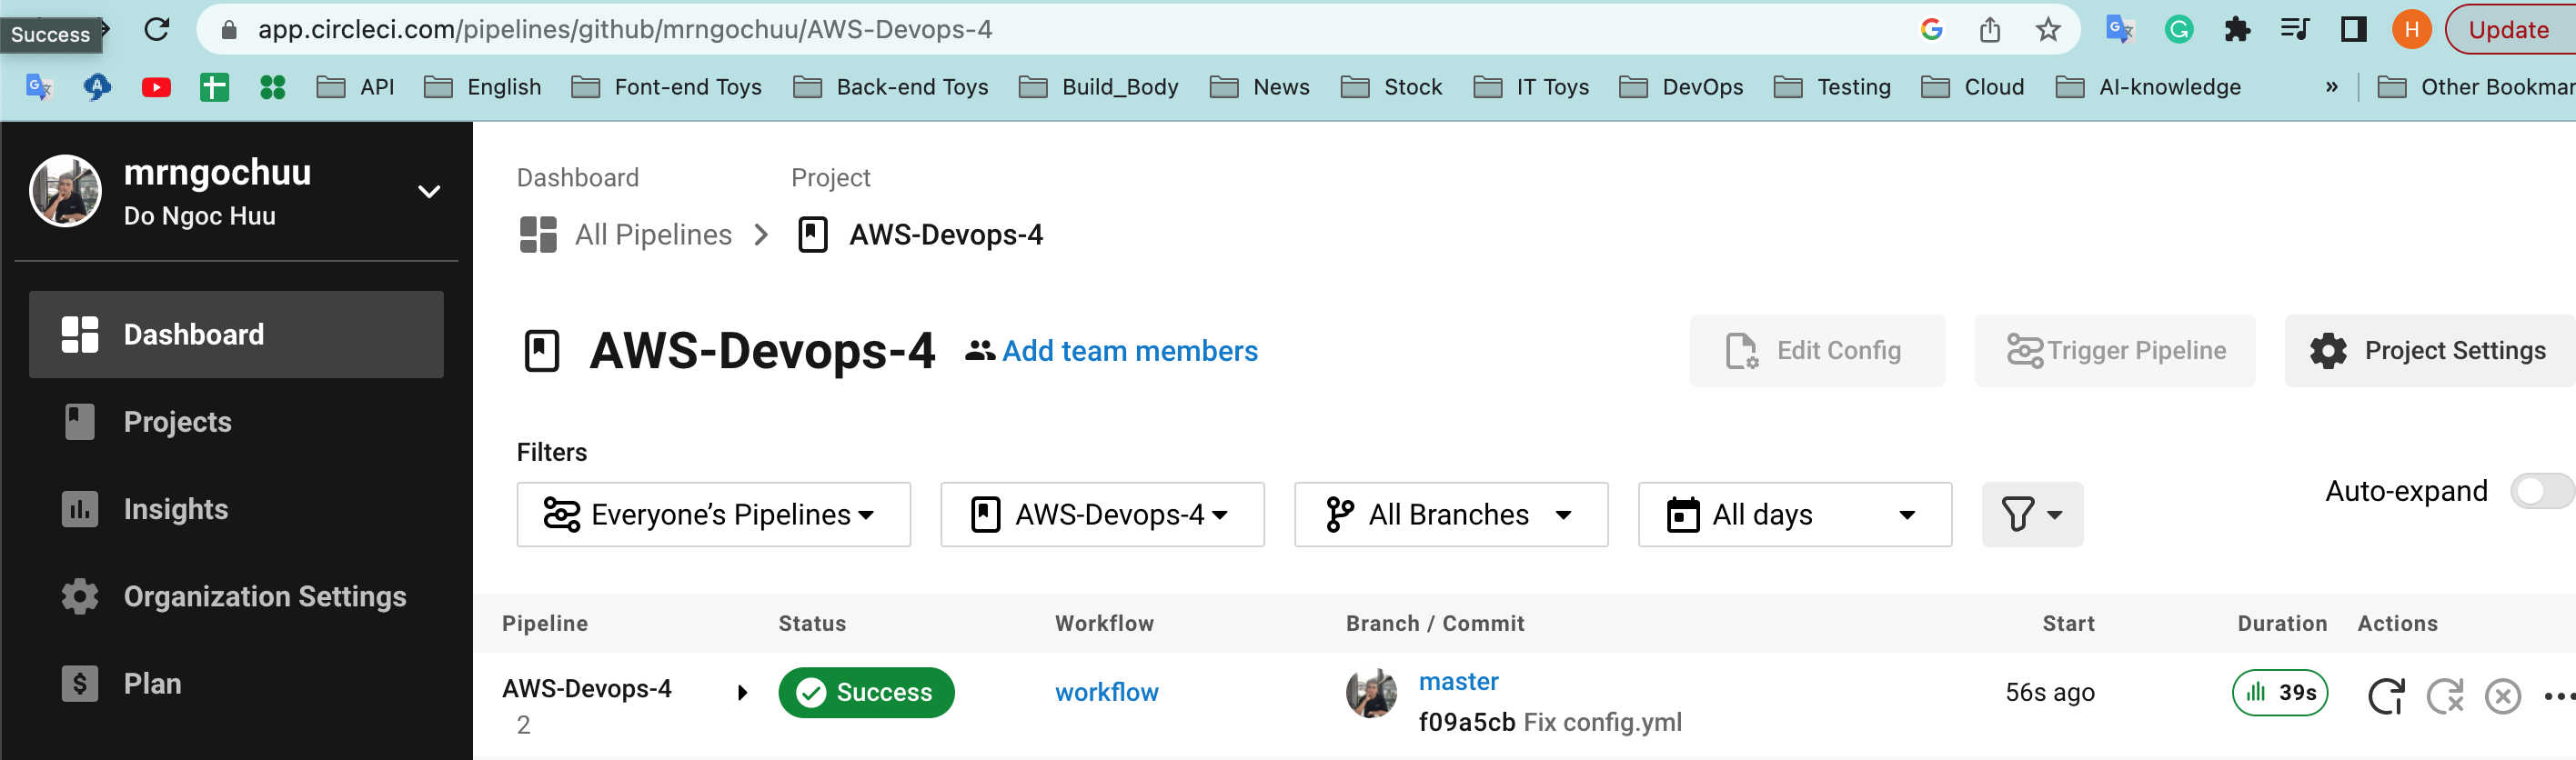 Success
app.circleci.com/pipelines/github/mrngochuu/AWS-Devops-4
H
Update
API
English
Font-end Toys
Back-end Toys
Build_Body
News
Stock
IT Toys
DevOps
Testing
Cloud
AI-knowledge
»
Other Bookmar
mrngochuu
Do Ngoc Huu
Dashboard
Projects
Insights
Organization Settings
Plan
Dashboard
Project
All Pipelines
AWS-Devops-4
AWS-Devops-4
Add team members
Edit Config
Trigger Pipeline
Project Settings
Filters
Everyone’s Pipelines
AWS-Devops-4
All Branches
All days
Auto-expand
Pipeline
Status
Workflow
Branch / Commit
Start
Duration
Actions
AWS-Devops-4
2
Success
workflow
master
f09a5cb Fix config.yml
56s ago
39s